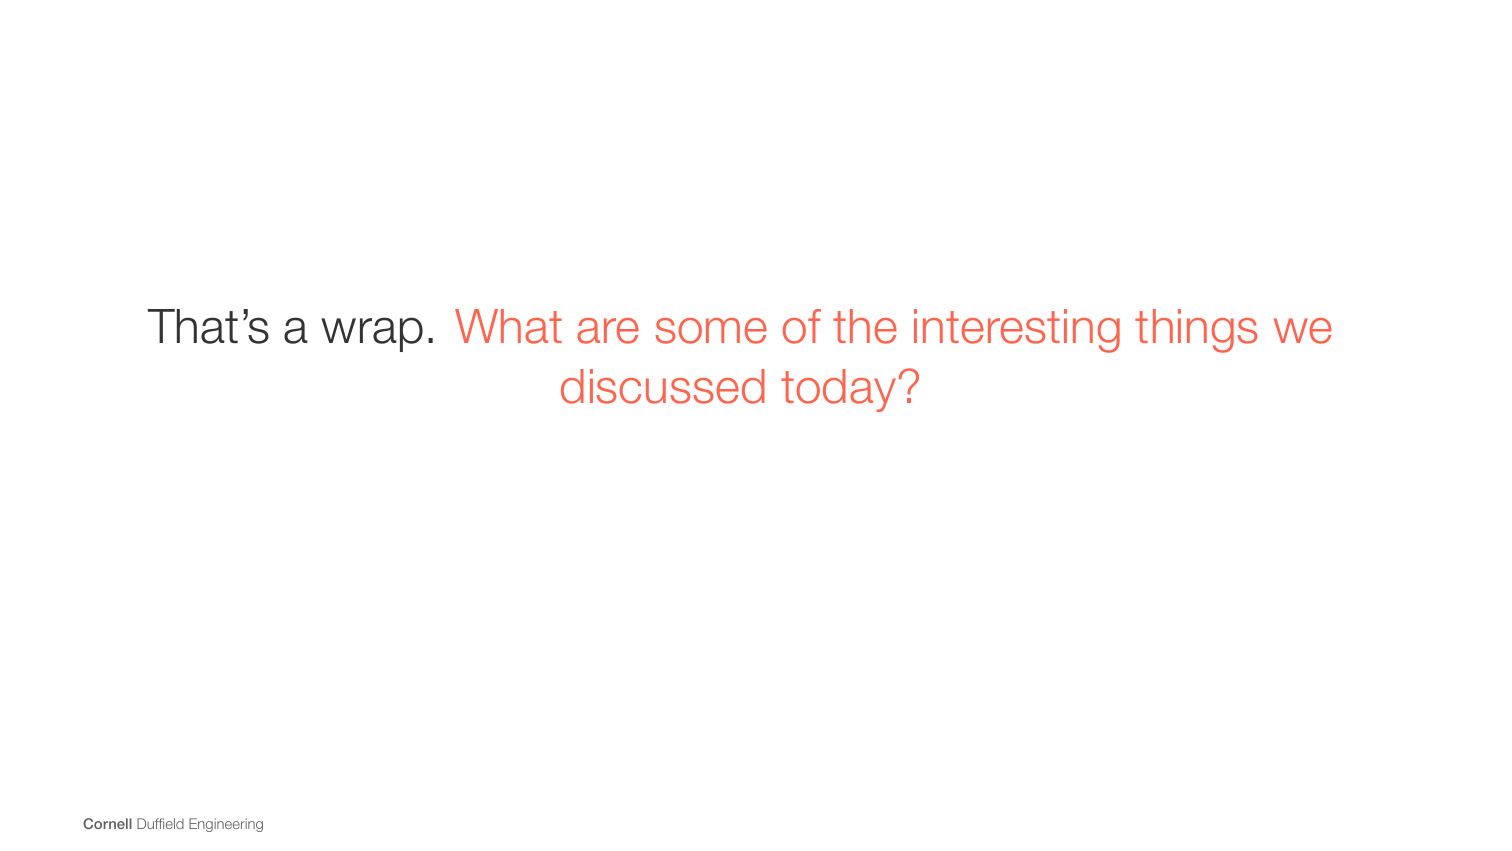 That’s a wrap. What are some of the interesting things we
discussed today?
Cornell Duffield Engineering